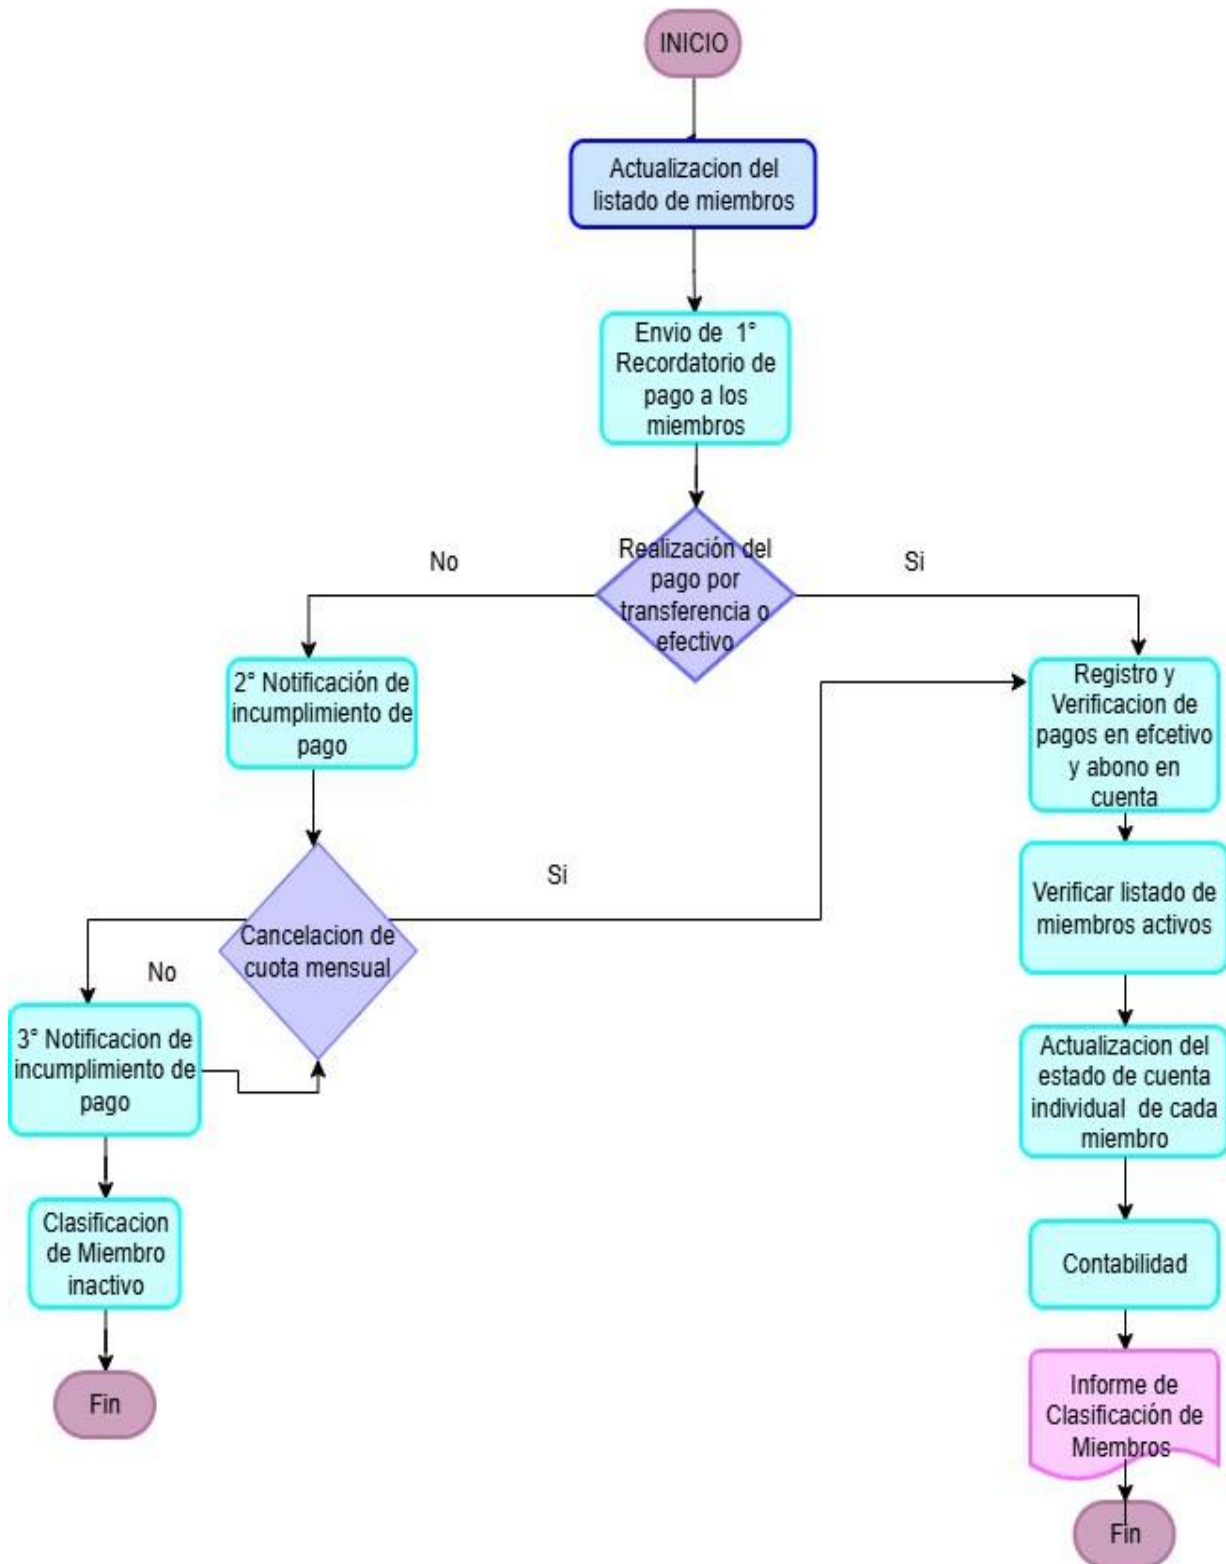 INICIO
Actualizacion del
listado de miembros
Envio de 1°
Recordatorio de
pago a los
miembros
Realización del
pago por
transferencia o
efectivo
No
Si
2° Notificación de
incumplimiento de
pago
Registro y
Verificacion de
pagos en efcetivo
y abono en
cuenta
Cancelacion de
cuota mensual
Si
No
Verificar listado de
miembros activos
3° Notificacion de
incumplimiento de
pago
Actualizacion del
estado de cuenta
individual de cada
miembro
Clasificacion
de Miembro
inactivo
Contabilidad
Fin
Informe de
Clasificación de
Miembros
Fin